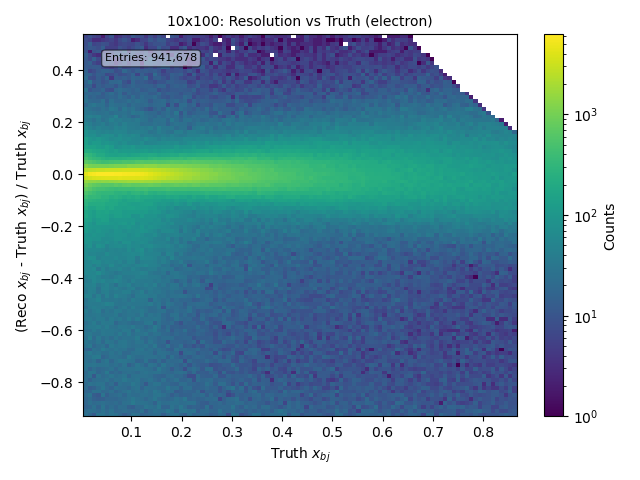 10x100: Resolution vs Truth (electron)
Entries: 941,678
(Reco x_bj - Truth x_bj) / Truth x_bj
0.4
0.2
0.0
−0.2
−0.4
−0.6
−0.8
0.1 0.2 0.3 0.4 0.5 0.6 0.7 0.8
Truth x_bj
10^3
10^2
10^1
10^0
Counts